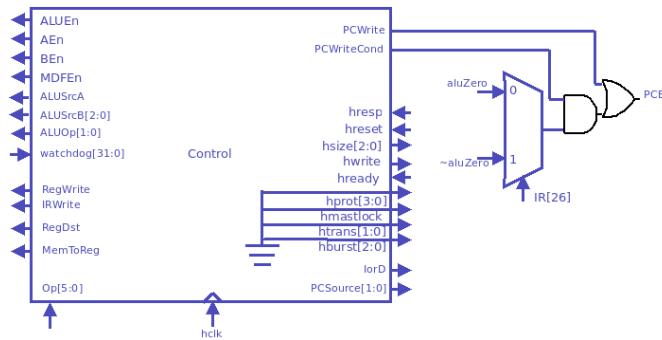 ALUEn
AEn
BEn
MDFEn
ALUSrcA
ALUSrcB[2:0]
ALUOp[1:0]
watchdog[31:0]
RegWrite
IRWrite
RegDst
MemToReg
Op[5:0]
Control
hclk
PCWrite
PCWriteCond
hresp
hreset
hsize[2:0]
hwrite
hready
hprot[3:0]
hmastlock
htrans[1:0]
hburst[2:0]
IorD
PCSource[1:0]
aluZero
0
~aluZero
1
IR[26]